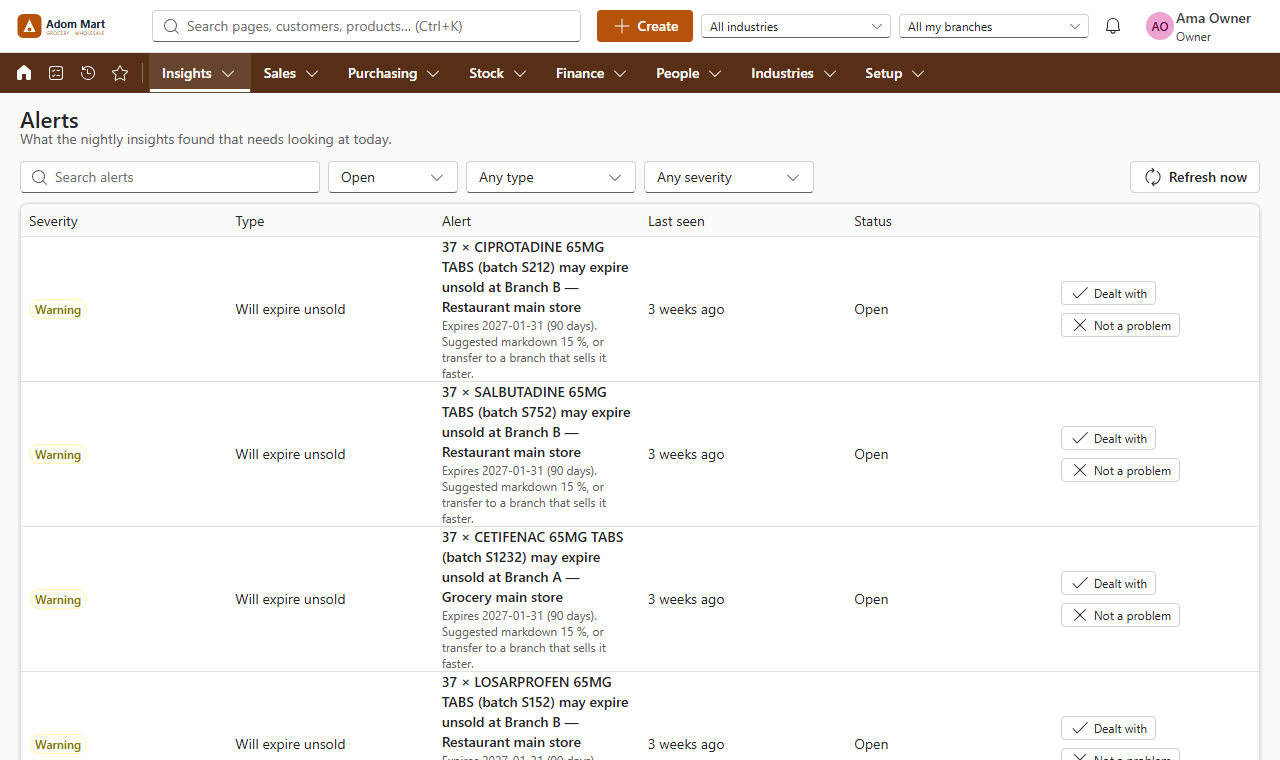 Adom Mart
GROCERY · WHOLESALE
Search pages, customers, products... (Ctrl+K)
Create
All industries
All my branches
AO
Ama Owner
Owner
Insights
Sales
Purchasing
Stock
Finance
People
Industries
Setup
Alerts
What the nightly insights found that needs looking at today.
Search alerts
Open
Any type
Any severity
Refresh now
Severity
Type
Alert
Last seen
Status
Warning
Will expire unsold
37 × CIPROTADINE 65MG
TABS (batch S212) may expire
unsold at Branch B —
Restaurant main store
Expires 2027-01-31 (90 days).
Suggested markdown 15 %, or
transfer to a branch that sells it
faster.
3 weeks ago
Open
Dealt with
Not a problem
Warning
Will expire unsold
37 × SALBUTADINE 65MG
TABS (batch S752) may expire
unsold at Branch B —
Restaurant main store
Expires 2027-01-31 (90 days).
Suggested markdown 15 %, or
transfer to a branch that sells it
faster.
3 weeks ago
Open
Dealt with
Not a problem
Warning
Will expire unsold
37 × CETIFENAC 65MG TABS
(batch S1232) may expire
unsold at Branch A —
Grocery main store
Expires 2027-01-31 (90 days).
Suggested markdown 15 %, or
transfer to a branch that sells it
faster.
3 weeks ago
Open
Dealt with
Not a problem
Warning
Will expire unsold
37 × LOSARPROFEN 65MG
TABS (batch S152) may expire
unsold at Branch B —
Restaurant main store
Expires 2027-01-31 (90 days).
3 weeks ago
Open
Dealt with
Not a problem